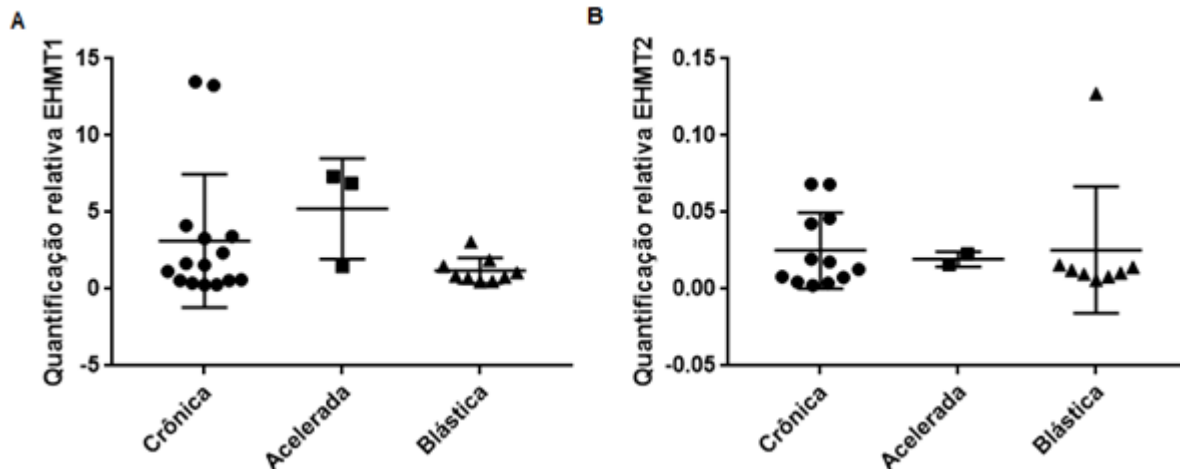 A
Quantificação relativa EHMT1
15
10
5
0
-5
Crônica
Acelerada
Blástica
B
Quantificação relativa EHMT2
0.15
0.10
0.05
0.00
-0.05
Crônica
Acelerada
Blástica